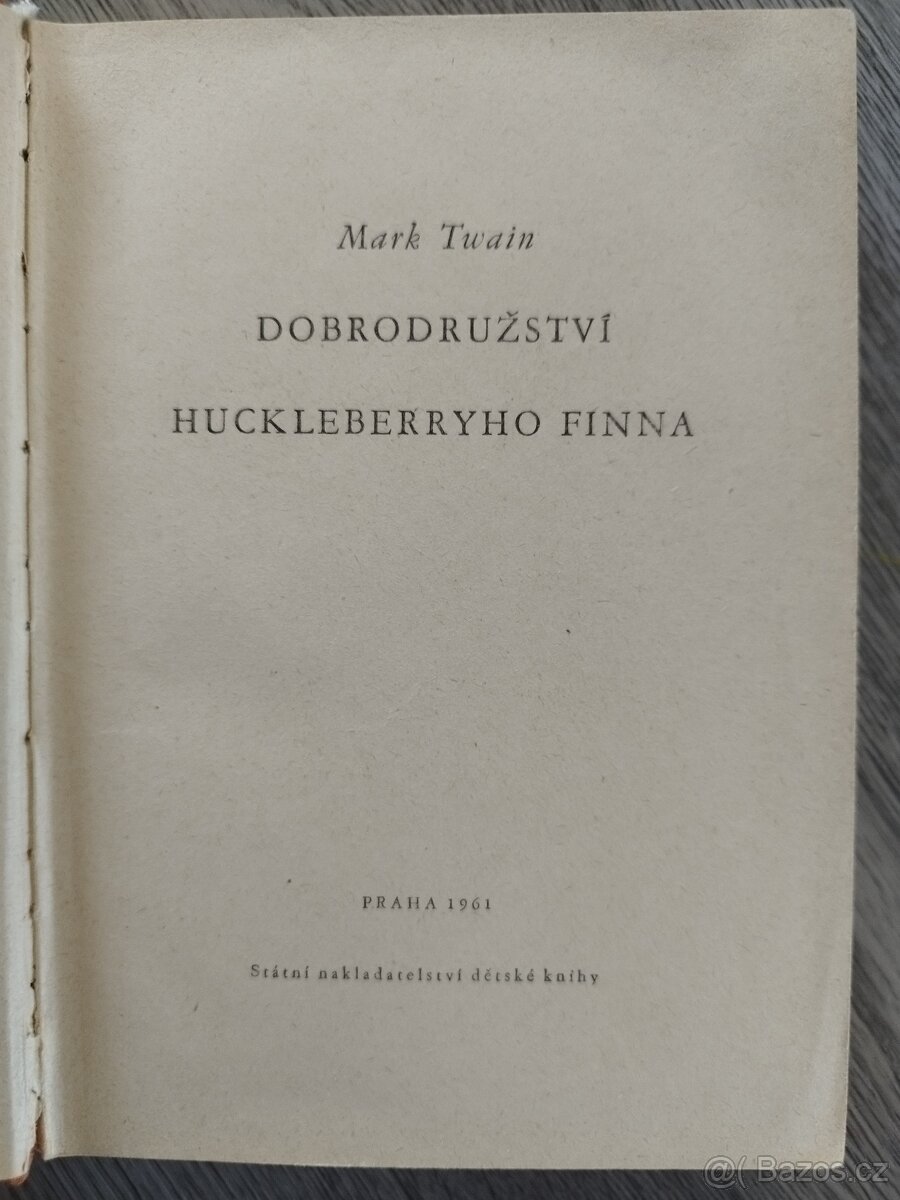 Mark Twain
DOBRODRUŽSTVÍ
HUCKLEBERRYHO FINNA
PRAHA 1961
Státní nakladatelství dětské knihy
@( Bazos.cz